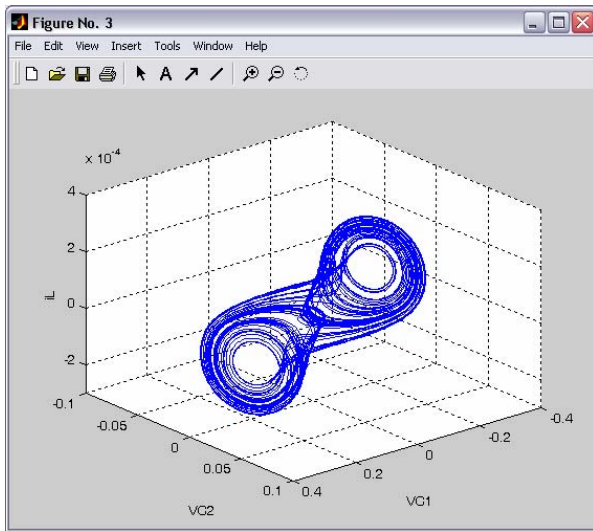 Figure No. 3
File Edit View Insert Tools Window Help
A
x 10^-4
4
2
0
-2
iL
-0.1
-0.05
0
0.05
0.1
VC2
0.4
0.2
0
-0.2
-0.4
VC1